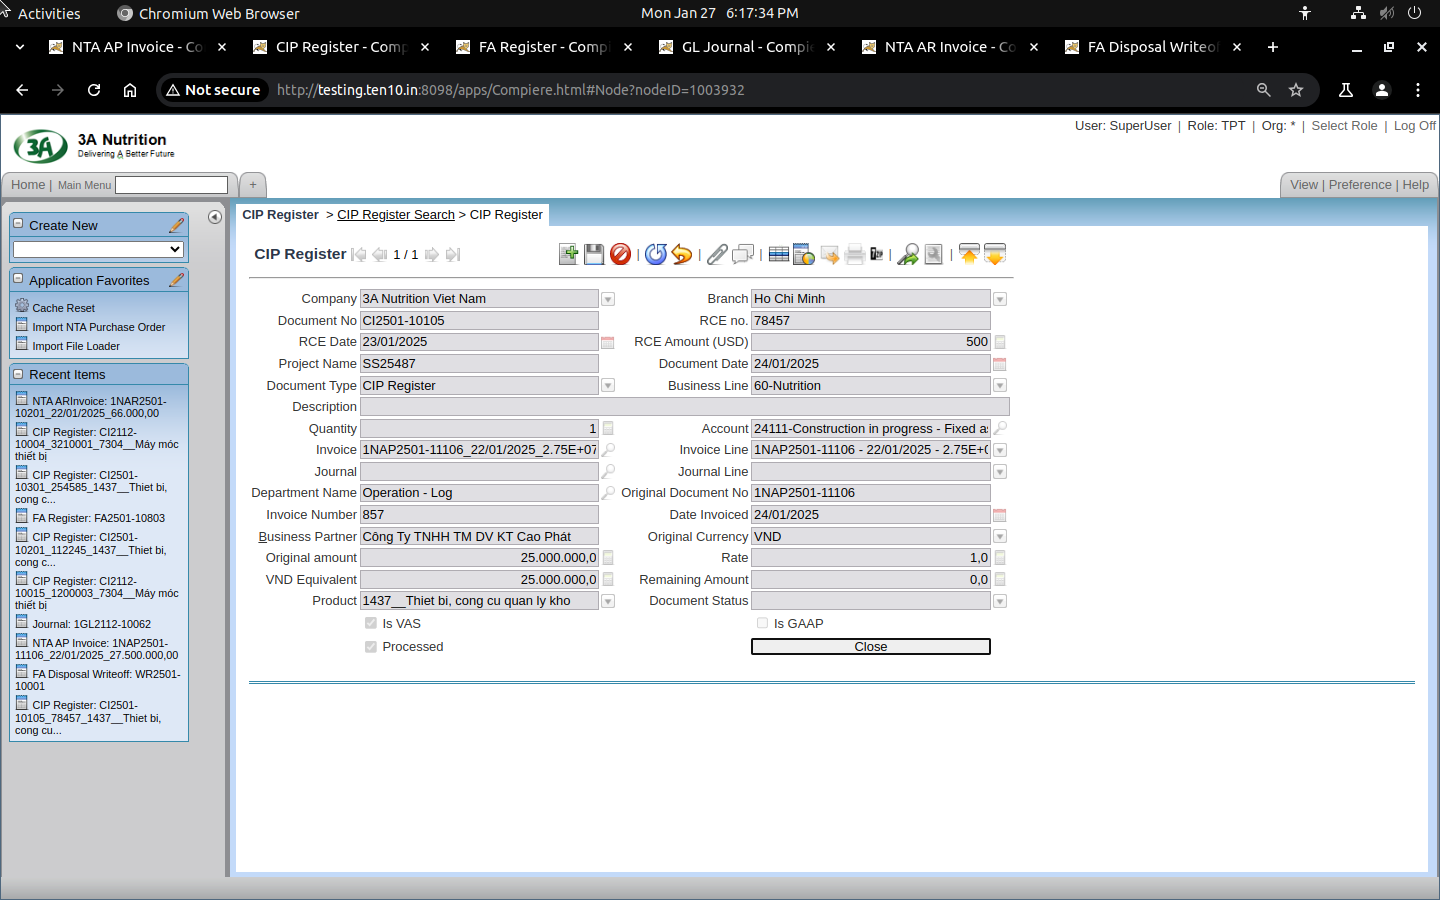 Activities
Chromium Web Browser
Mon Jan 27 6:17:34 PM
NTA AP Invoice - Co
CIP Register - Comp
FA Register - Compi
GL Journal - Compie
NTA AR Invoice - Co
FA Disposal Writeof
Not secure
http://testing.ten10.in:8098/apps/Compiere.html#Node?nodeID=1003932
User: SuperUser | Role: TPT | Org: * | Select Role | Log Off
3A
3A Nutrition
Delivering A Better Future
Home | Main Menu
+
View | Preference | Help
Create New
Application Favorites
Cache Reset
Import NTA Purchase Order
Import File Loader
Recent Items
NTA ARInvoice: 1NAR2501-
10201_22/01/2025_66.000,00
CIP Register: CI2112-
10004_3210001_7304__Máy móc
thiết bị
CIP Register: CI2501-
10301_254585_1437__Thiet bi,
cong c...
FA Register: FA2501-10803
CIP Register: CI2501-
10201_112245_1437__Thiet bi,
cong c...
CIP Register: CI2112-
10015_1200003_7304__Máy móc
thiết bị
Journal: 1GL2112-10062
NTA AP Invoice: 1NAP2501-
11106_22/01/2025_27.500.000,00
FA Disposal Writeoff: WR2501-
10001
CIP Register: CI2501-
10105_78457_1437__Thiet bi,
cong cu...
CIP Register > CIP Register Search > CIP Register
CIP Register 1 / 1
Company 3A Nutrition Viet Nam Branch Ho Chi Minh
Document No CI2501-10105 RCE no. 78457
RCE Date 23/01/2025 RCE Amount (USD) 500
Project Name SS25487 Document Date 24/01/2025
Document Type CIP Register Business Line 60-Nutrition
Description
Quantity 1 Account 24111-Construction in progress - Fixed a
Invoice 1NAP2501-11106_22/01/2025_2.75E+07 Invoice Line 1NAP2501-11106 - 22/01/2025 - 2.75E+0
Journal Journal Line
Department Name Operation - Log Original Document No 1NAP2501-11106
Invoice Number 857 Date Invoiced 24/01/2025
Business Partner Công Ty TNHH TM DV KT Cao Phát Original Currency VND
Original amount 25.000.000,0 Rate 1,0
VND Equivalent 25.000.000,0 Remaining Amount 0,0
Product 1437__Thiet bi, cong cu quan ly kho Document Status
Is VAS Is GAAP
Processed Close